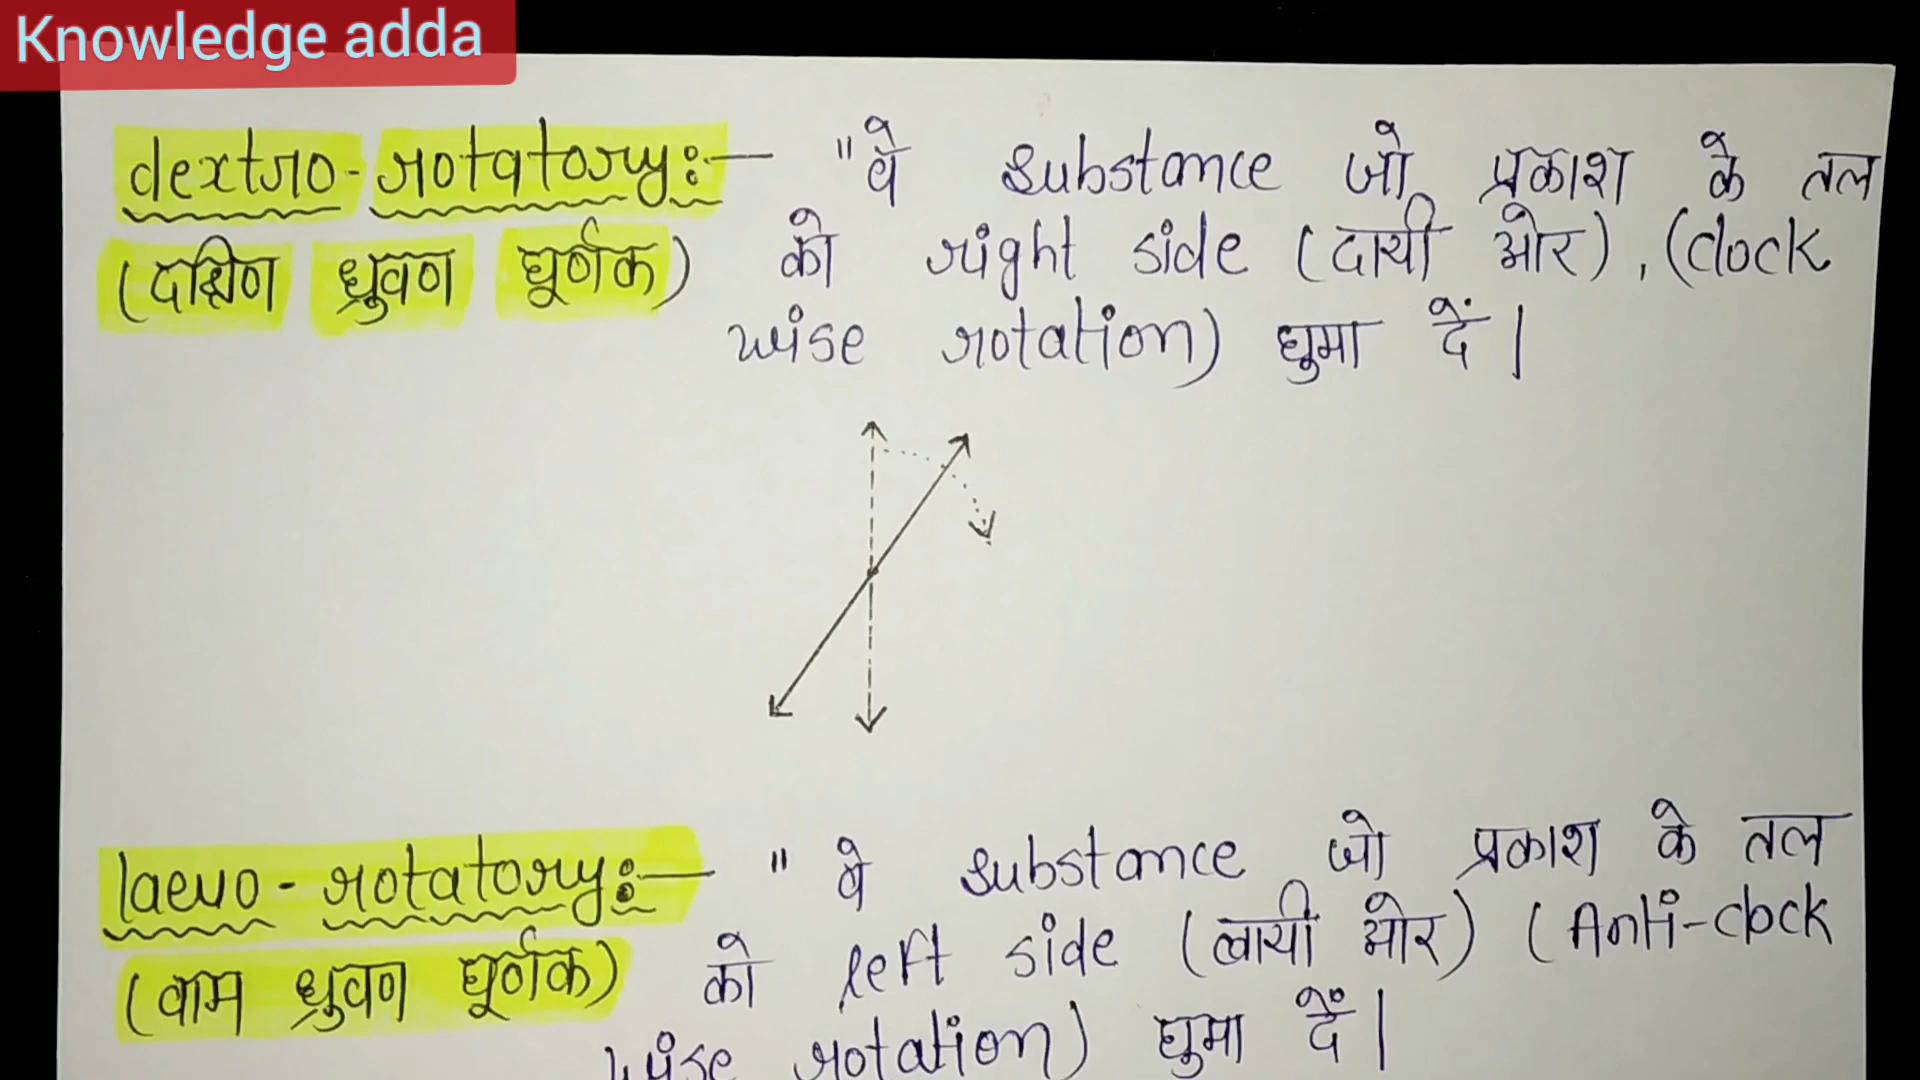 Knowledge adda
dextro-rotatory:— "वे substance जो प्रकाश के तल
(दक्षिण ध्रुवण घूर्णक) को right side (दायी ओर), (clock
wise rotation) घुमा दें |
laevo-rotatory:— "वे substance जो प्रकाश के तल
(वाम ध्रुवण घूर्णक) को left side (बायी ओर) (Anti-clock
wise rotation) घुमा दें |